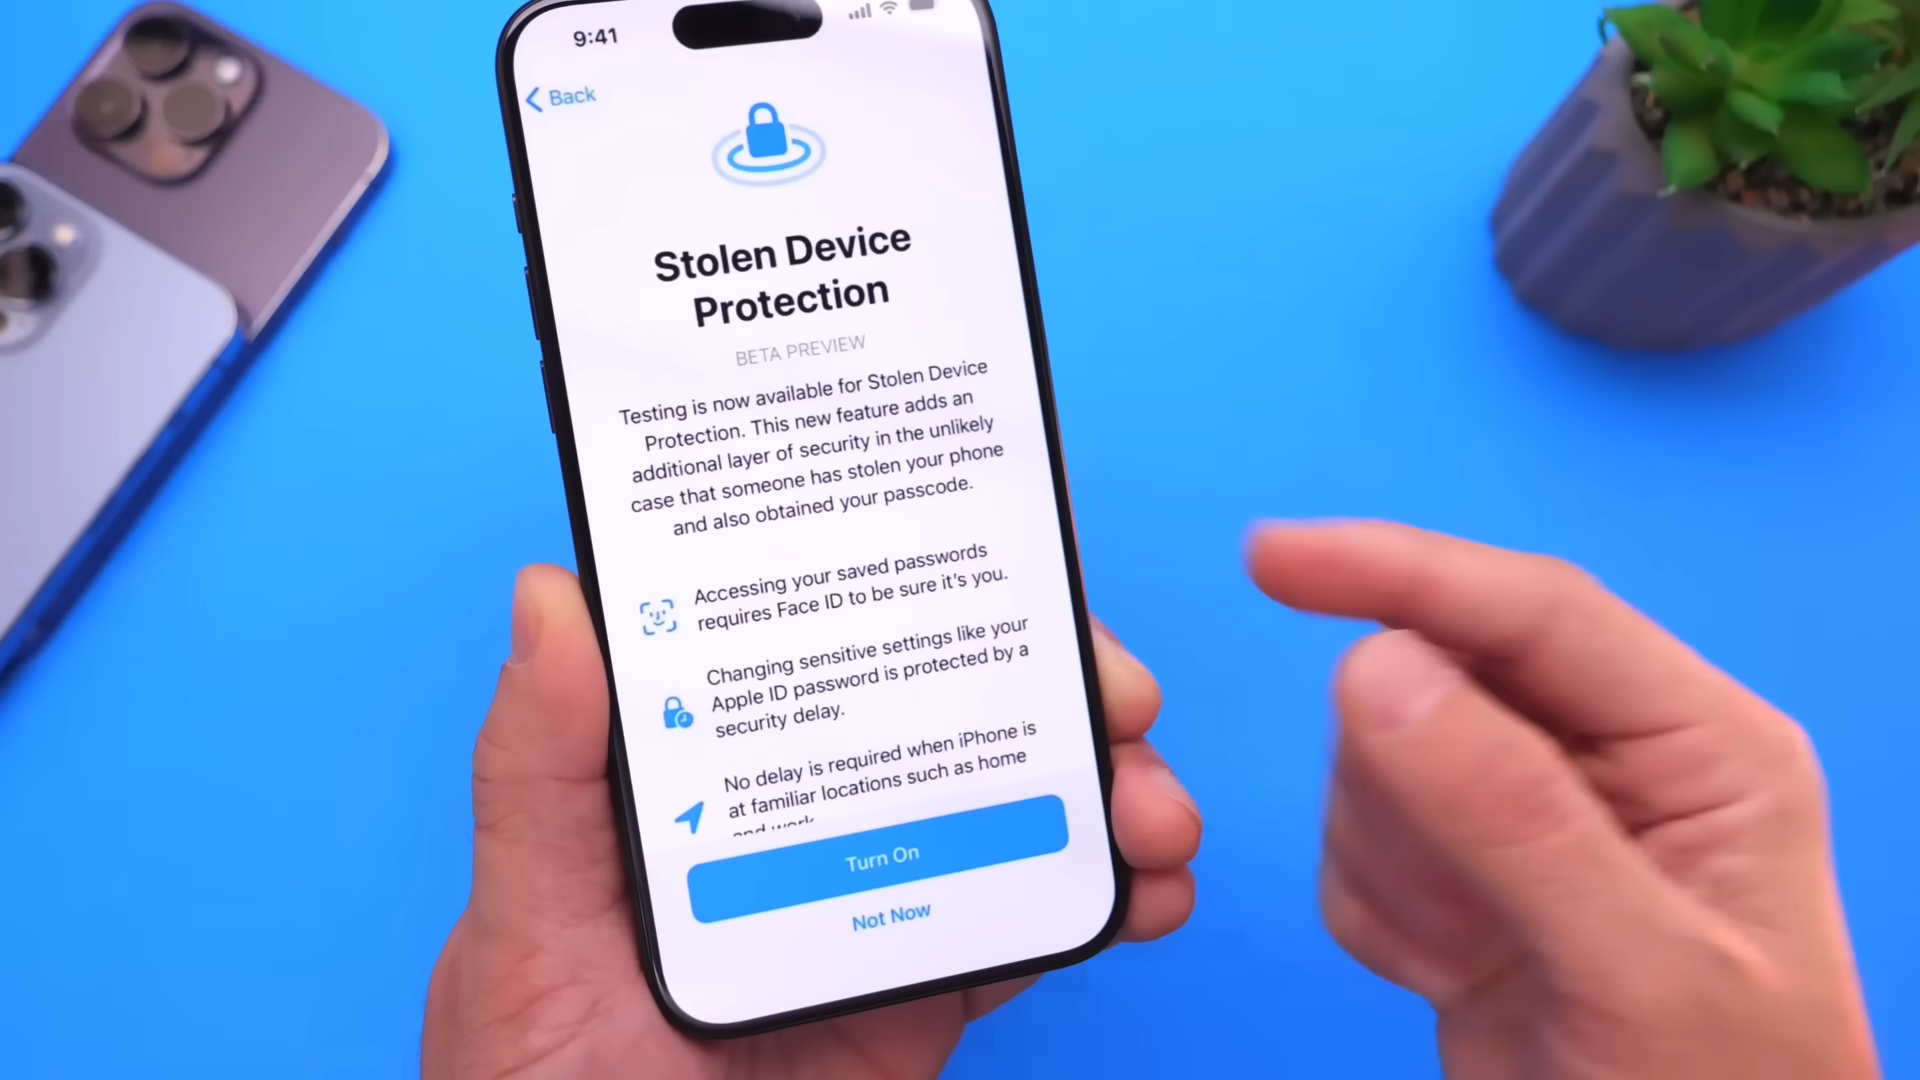 9:41
Back
Stolen Device
Protection
BETA PREVIEW
Testing is now available for Stolen Device
Protection. This new feature adds an
additional layer of security in the unlikely
case that someone has stolen your phone
and also obtained your passcode.
Accessing your saved passwords
requires Face ID to be sure it's you.
Changing sensitive settings like your
Apple ID password is protected by a
security delay.
No delay is required when iPhone is
at familiar locations such as home
and work
Turn On
Not Now